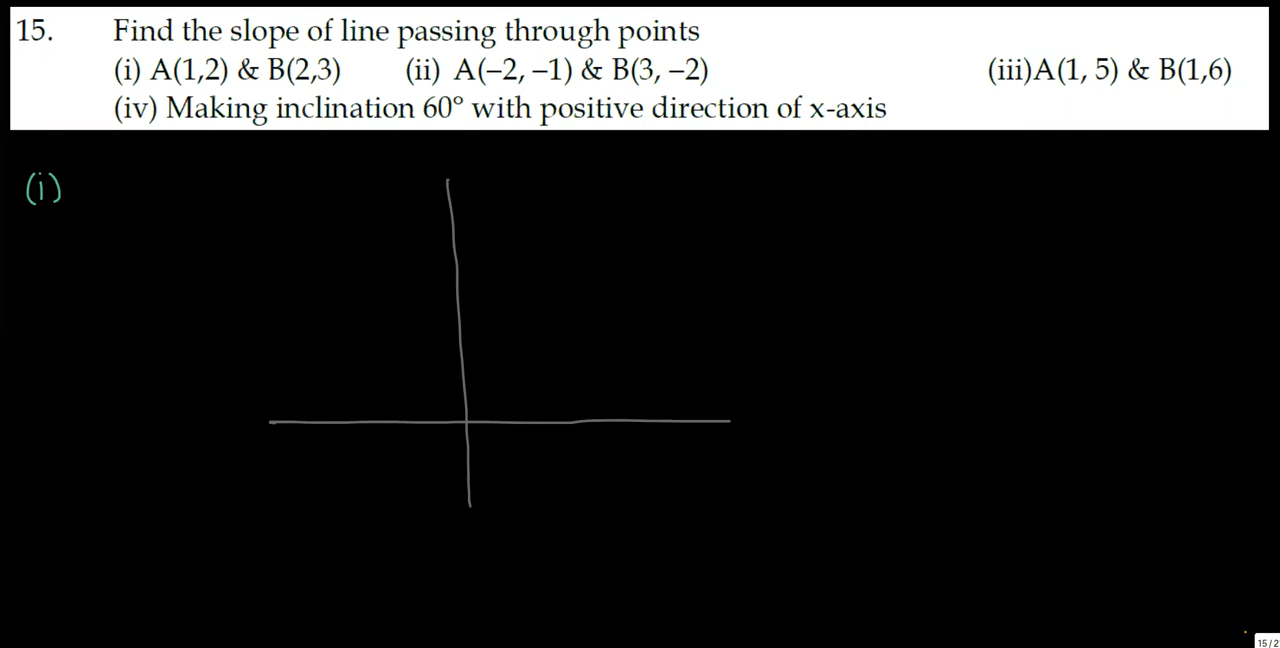 15. Find the slope of line passing through points
(i) A(1,2) & B(2,3) (ii) A(–2, –1) & B(3, –2) (iii)A(1, 5) & B(1,6)
(iv) Making inclination 60° with positive direction of x-axis
(i)
15 / 2